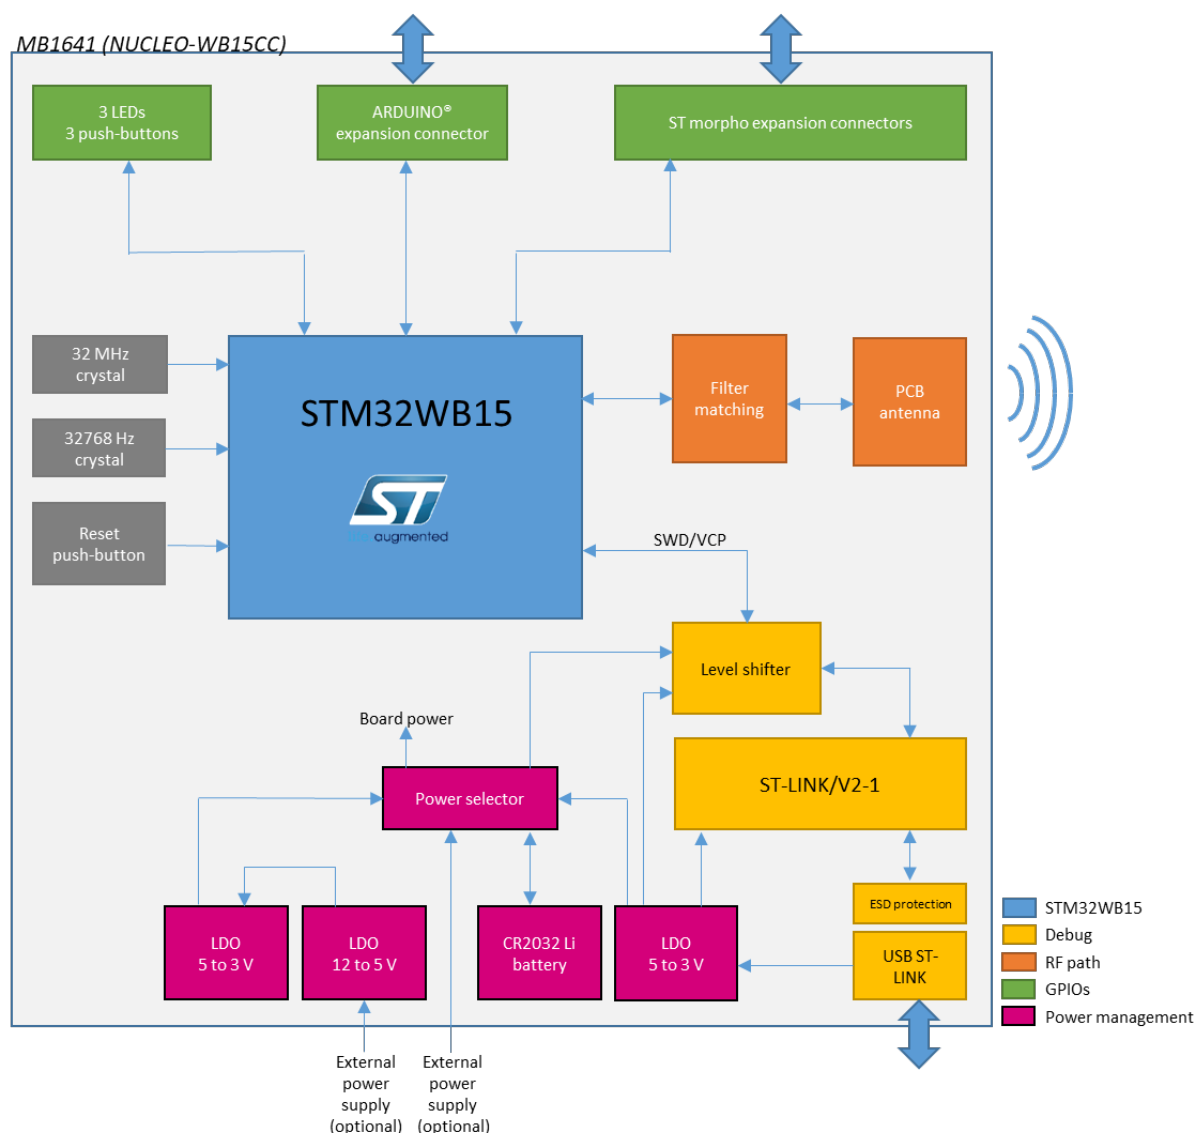 MB1641 (NUCLEO-WB15CC)
3 LEDs
3 push-buttons
ARDUINO®
expansion connector
ST morpho expansion connectors
32 MHz
crystal
32768 Hz
crystal
Reset
push-button
STM32WB15
ST
augmented
Filter
matching
PCB
antenna
SWD/VCP
Level shifter
Board power
Power selector
ST-LINK/V2-1
ESD protection
USB ST-
LINK
LDO
5 to 3 V
LDO
12 to 5 V
CR2032 Li
battery
LDO
5 to 3 V
STM32WB15
Debug
RF path
GPIOs
Power management
External
power
supply
(optional)
External
power
supply
(optional)